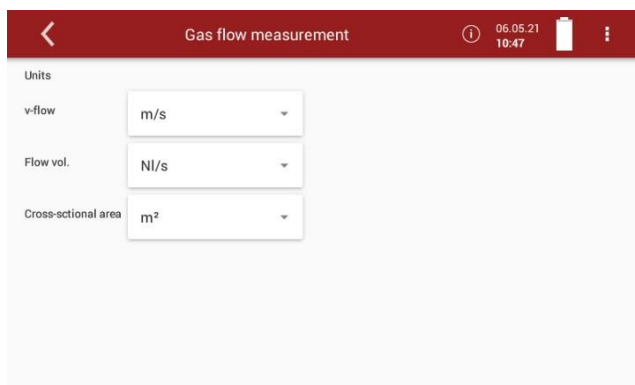 Gas flow measurement
06.05.21
10:47
Units
v-flow
m/s
Flow vol.
Nl/s
Cross-sctional area
m²